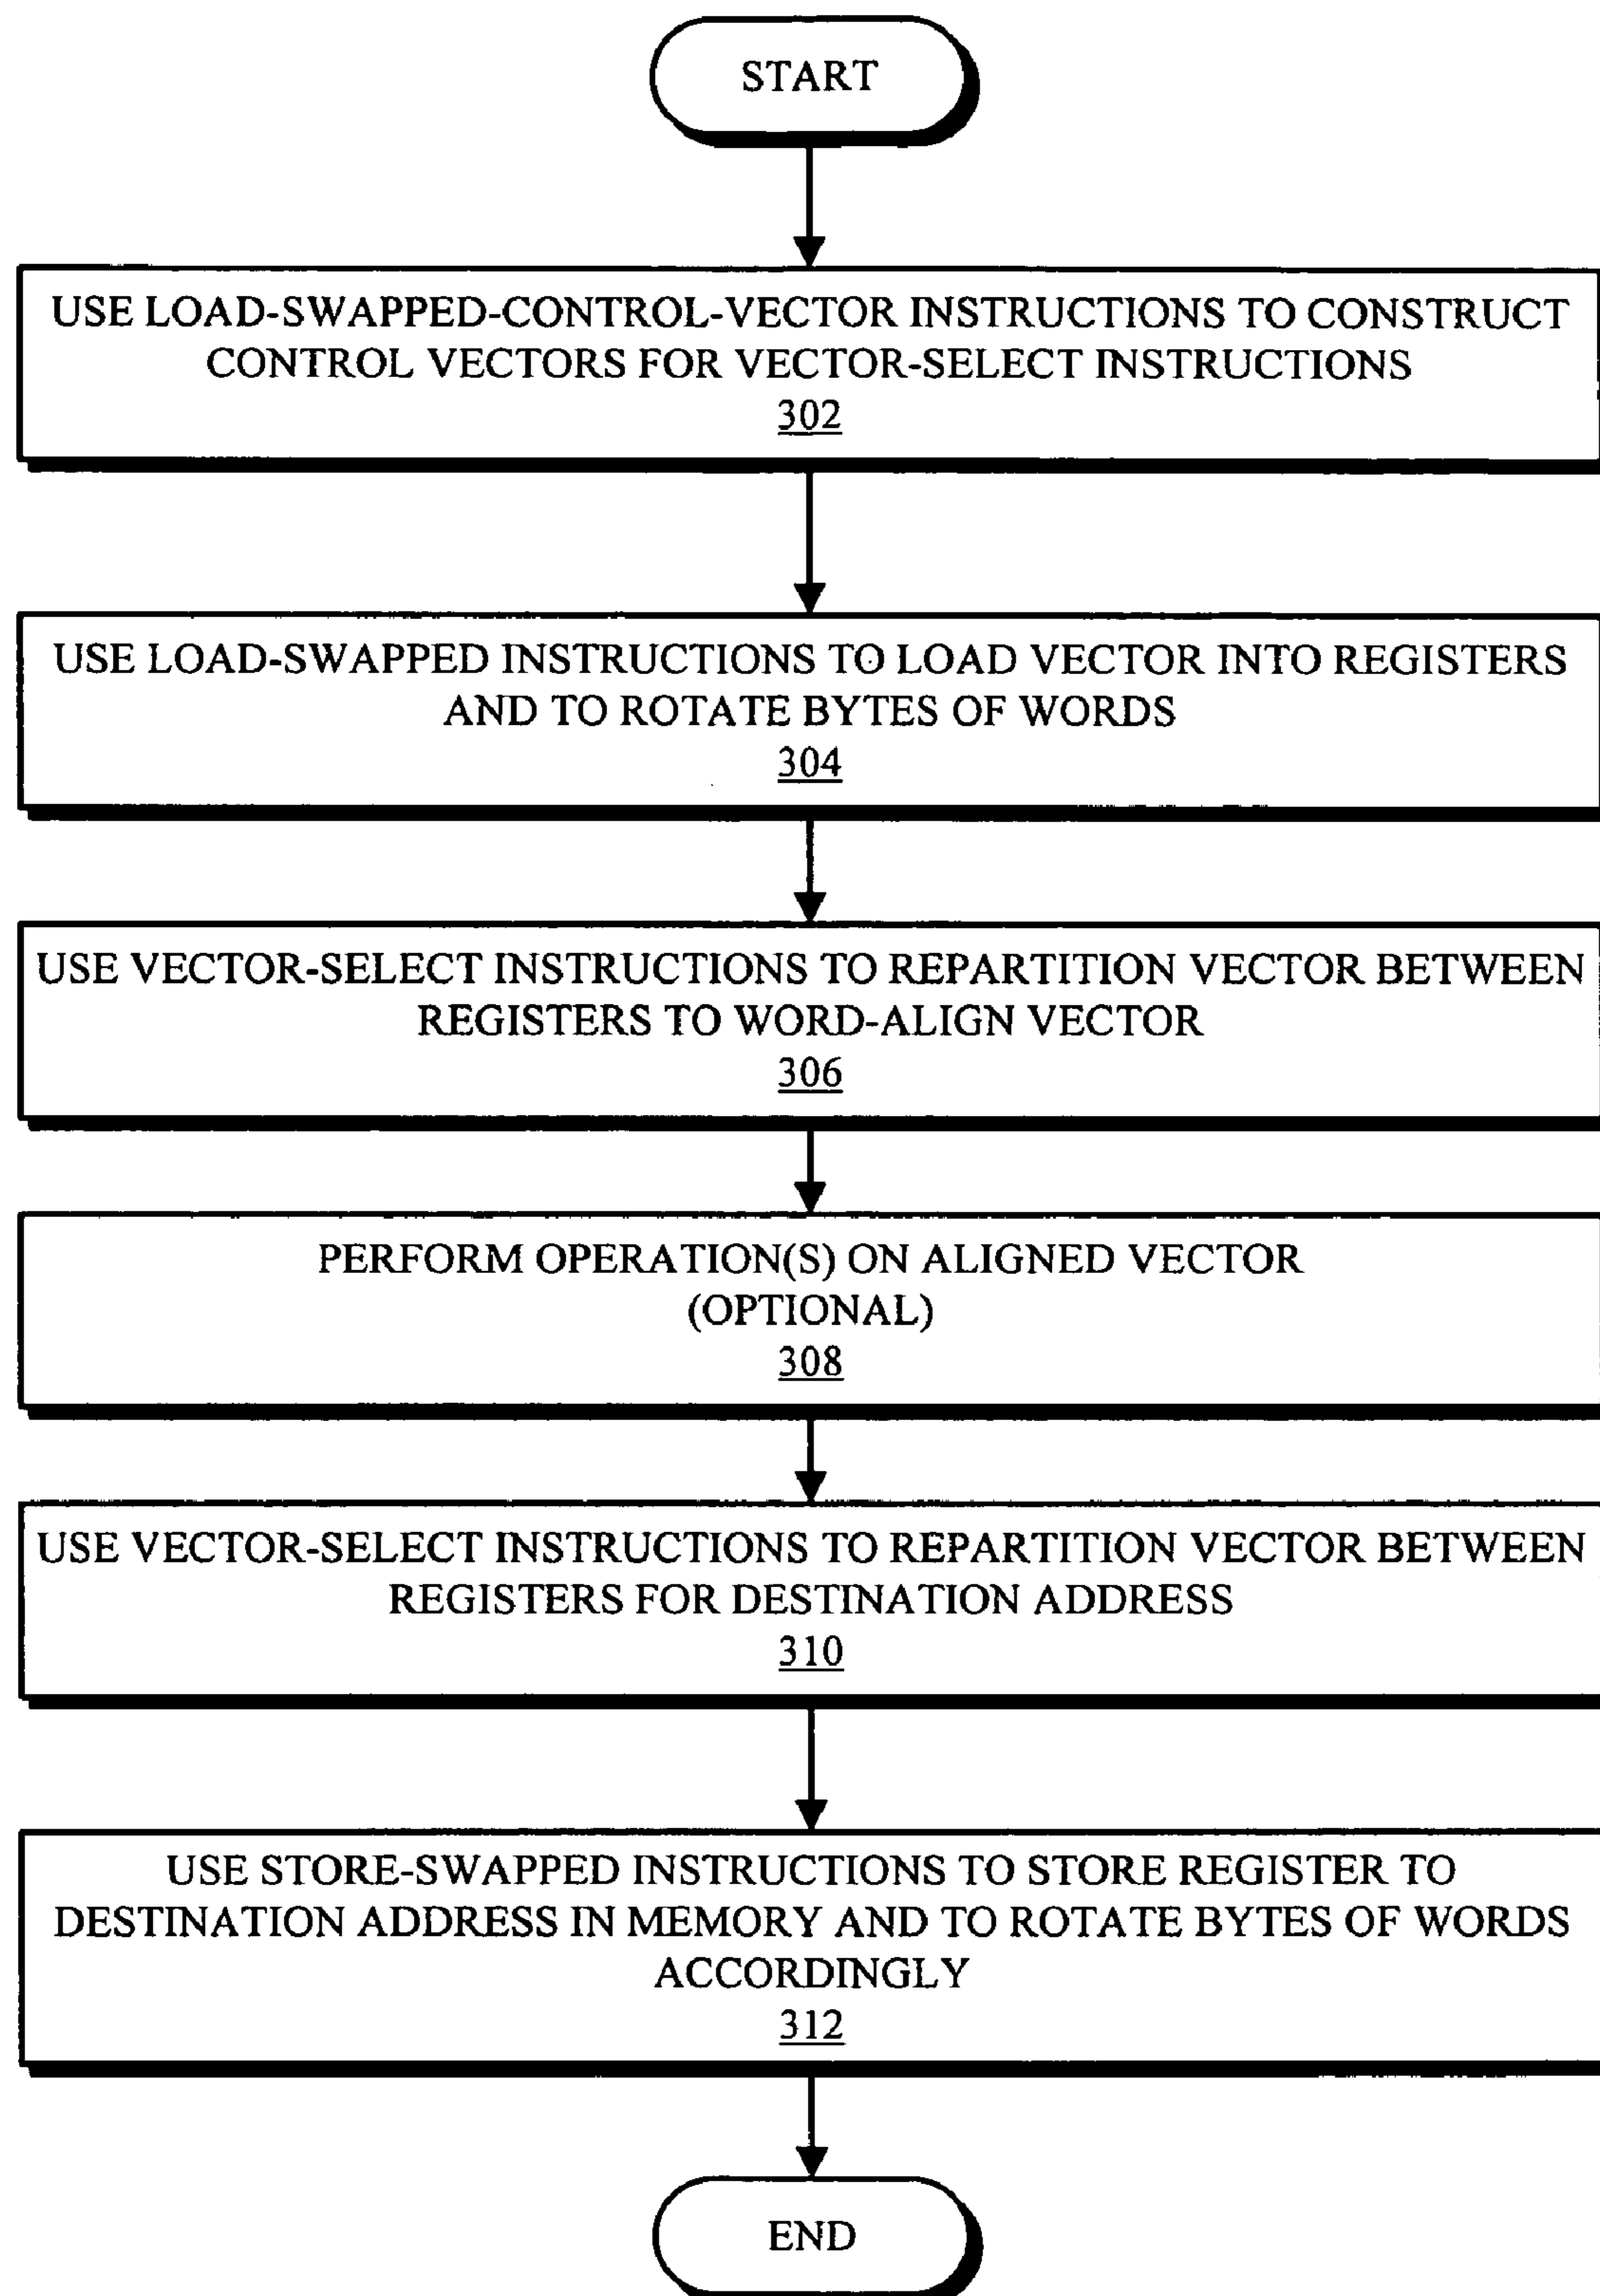 START
USE LOAD-SWAPPED-CONTROL-VECTOR INSTRUCTIONS TO CONSTRUCT
CONTROL VECTORS FOR VECTOR-SELECT INSTRUCTIONS
302
USE LOAD-SWAPPED INSTRUCTIONS TO LOAD VECTOR INTO REGISTERS
AND TO ROTATE BYTES OF WORDS
304
USE VECTOR-SELECT INSTRUCTIONS TO REPARTITION VECTOR BETWEEN
REGISTERS TO WORD-ALIGN VECTOR
306
PERFORM OPERATION(S) ON ALIGNED VECTOR
(OPTIONAL)
308
USE VECTOR-SELECT INSTRUCTIONS TO REPARTITION VECTOR BETWEEN
REGISTERS FOR DESTINATION ADDRESS
310
USE STORE-SWAPPED INSTRUCTIONS TO STORE REGISTER TO
DESTINATION ADDRESS IN MEMORY AND TO ROTATE BYTES OF WORDS
ACCORDINGLY
312
END